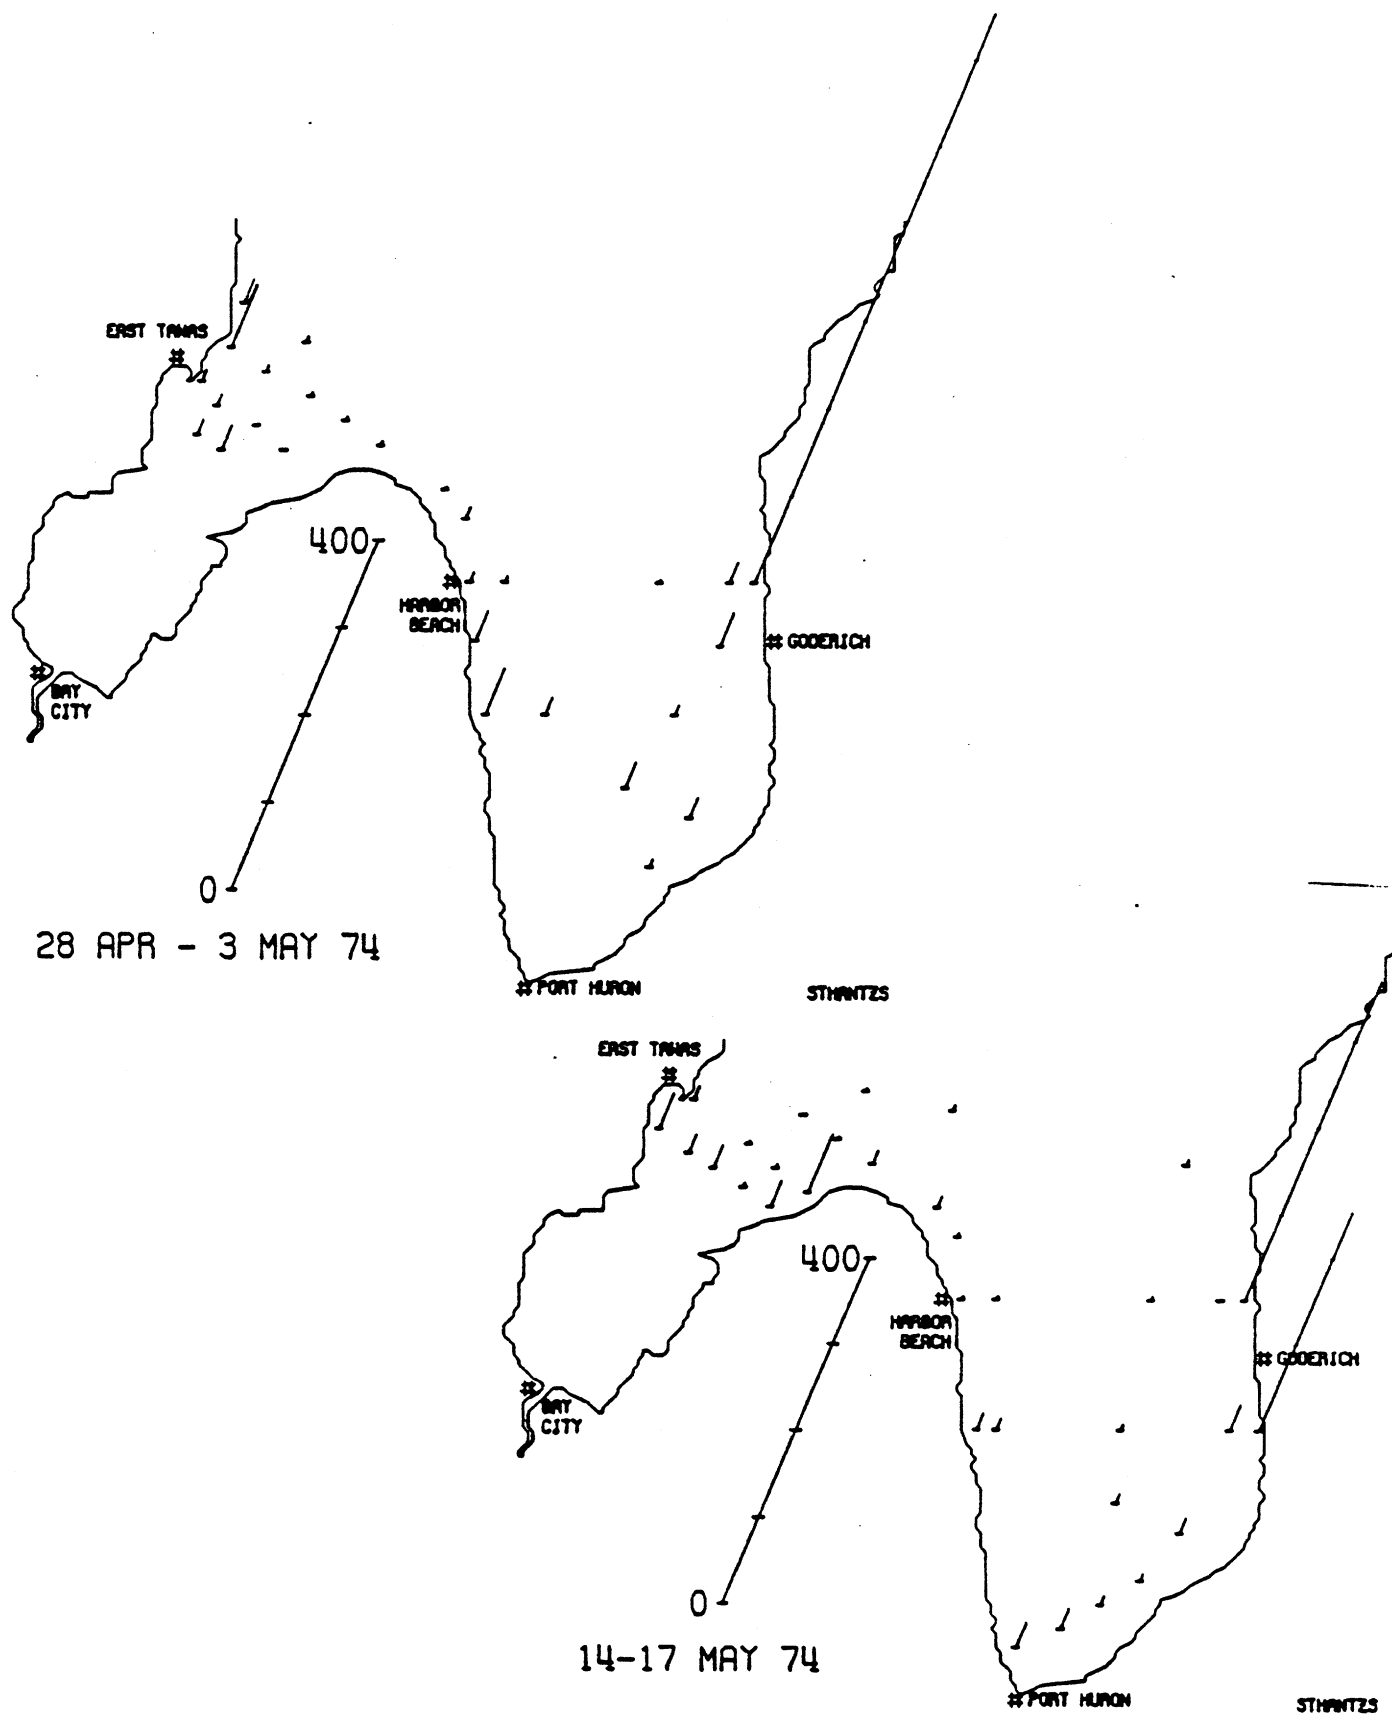 EAST TAWAS
400
HARBOR
BEACH
GODERICH
BAY
CITY
0
28 APR - 3 MAY 74
PORT HURON
STHANTZS
EAST TAWAS
400
HARBOR
BEACH
GODERICH
BAY
CITY
0
14-17 MAY 74
PORT HURON
STHANTZS